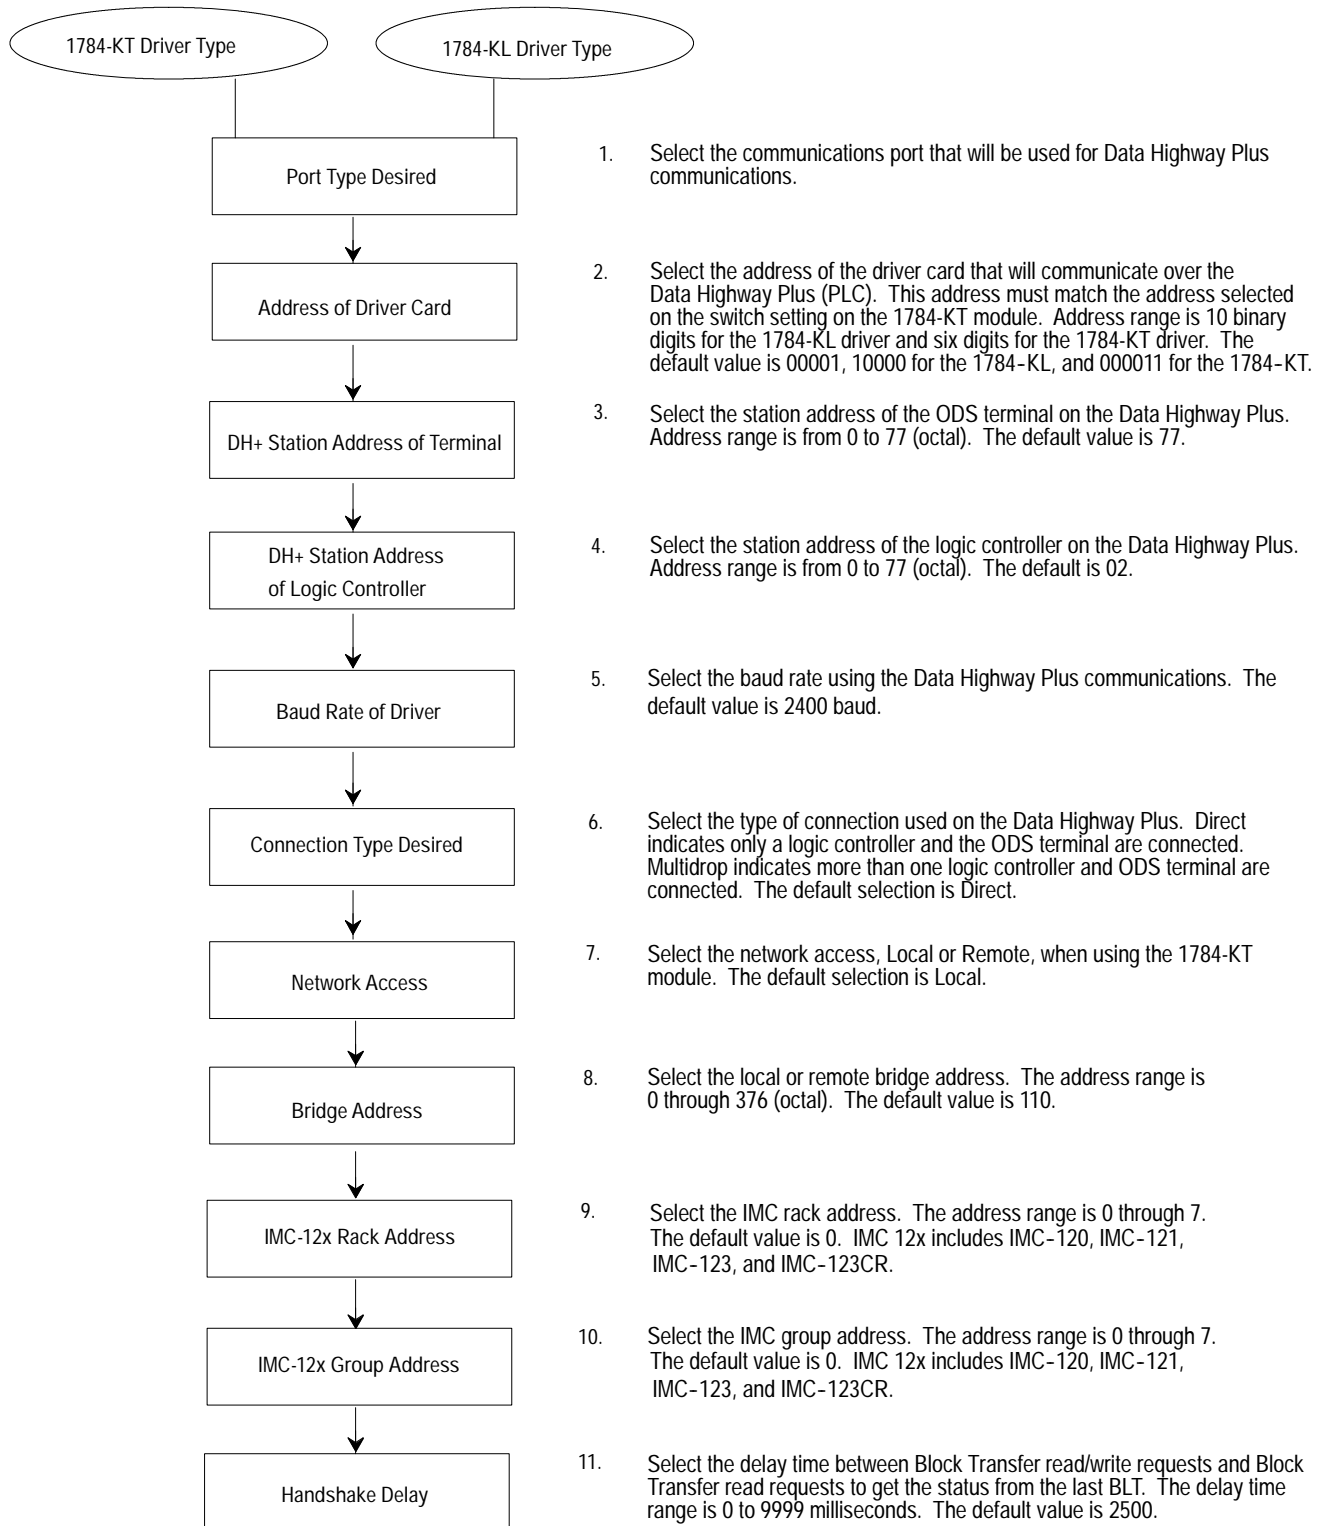 1784-KT Driver Type
1784-KL Driver Type
Port Type Desired
1. Select the communications port that will be used for Data Highway Plus
communications.
Address of Driver Card
2. Select the address of the driver card that will communicate over the
Data Highway Plus (PLC). This address must match the address selected
on the switch setting on the 1784-KT module. Address range is 10 binary
digits for the 1784-KL driver and six digits for the 1784-KT driver. The
default value is 00001, 10000 for the 1784-KL, and 000011 for the 1784-KT.
DH+ Station Address of Terminal
3. Select the station address of the ODS terminal on the Data Highway Plus.
Address range is from 0 to 77 (octal). The default value is 77.
DH+ Station Address
of Logic Controller
4. Select the station address of the logic controller on the Data Highway Plus.
Address range is from 0 to 77 (octal). The default is 02.
Baud Rate of Driver
5. Select the baud rate using the Data Highway Plus communications. The
default value is 2400 baud.
Connection Type Desired
6. Select the type of connection used on the Data Highway Plus. Direct
indicates only a logic controller and the ODS terminal are connected.
Multidrop indicates more than one logic controller and ODS terminal are
connected. The default selection is Direct.
Network Access
7. Select the network access, Local or Remote, when using the 1784-KT
module. The default selection is Local.
Bridge Address
8. Select the local or remote bridge address. The address range is
0 through 376 (octal). The default value is 110.
IMC-12x Rack Address
9. Select the IMC rack address. The address range is 0 through 7.
The default value is 0. IMC 12x includes IMC-120, IMC-121,
IMC-123, and IMC-123CR.
IMC-12x Group Address
10. Select the IMC group address. The address range is 0 through 7.
The default value is 0. IMC 12x includes IMC-120, IMC-121,
IMC-123, and IMC-123CR.
Handshake Delay
11. Select the delay time between Block Transfer read/write requests and Block
Transfer read requests to get the status from the last BLT. The delay time
range is 0 to 9999 milliseconds. The default value is 2500.